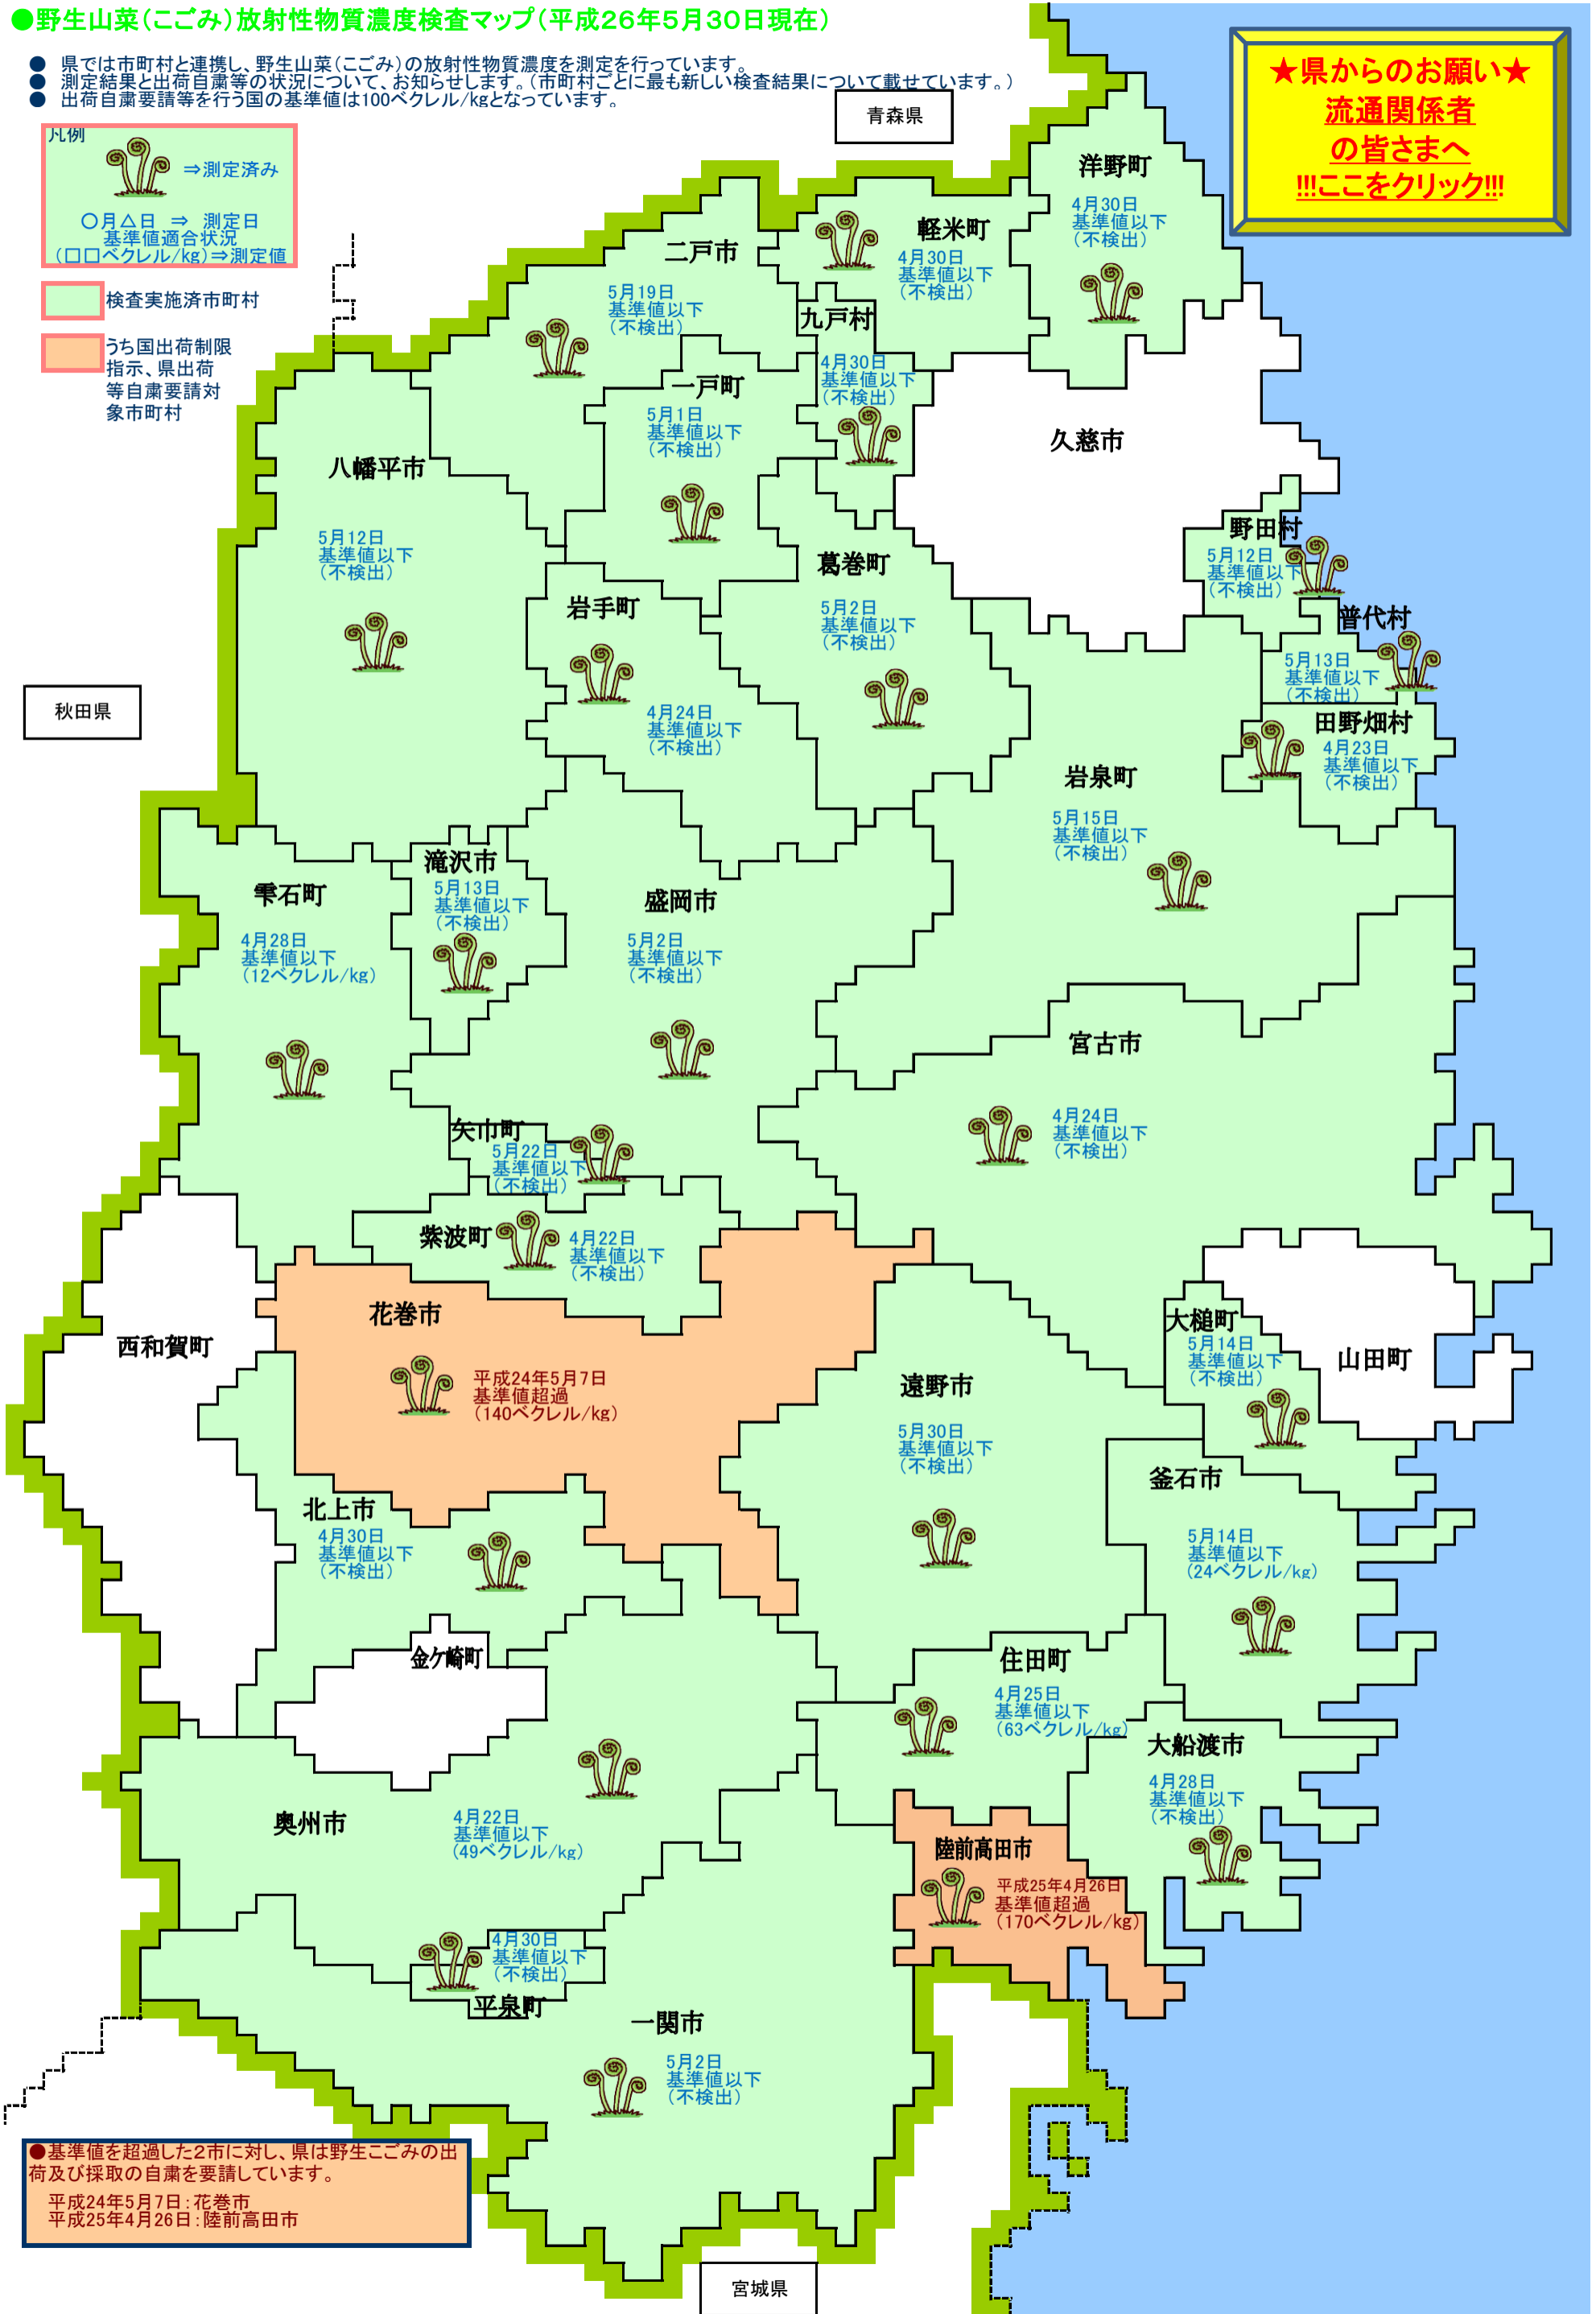 ●野生山菜（こごみ）放射性物質濃度検査マップ（平成２６年５月３０日現在）
● 県では市町村と連携し、野生山菜（こごみ）の放射性物質濃度を測定を行っています。
● 測定結果と出荷自粛等の状況について、お知らせします。（市町村ごとに最も新しい検査結果について載せています。）
● 出荷自粛要請等を行う国の基準値は100ベクレル/kgとなっています。
★県からのお願い★
流通関係者
の皆さまへ
!!!ここをクリック!!!
凡例
⇒測定済み
○月△日 ⇒ 測定日
基準値適合状況
（□□ベクレル/kg）⇒測定値
検査実施済市町村
うち国出荷制限
指示、県出荷
等自粛要請対
象市町村
青森県
洋野町
4月30日
基準値以下
（不検出）
軽米町
4月30日
基準値以下
（不検出）
二戸市
5月19日
基準値以下
（不検出）
九戸村
4月30日
基準値以下
（不検出）
一戸町
5月1日
基準値以下
（不検出）
久慈市
八幡平市
5月12日
基準値以下
（不検出）
野田村
5月12日
基準値以下
（不検出）
葛巻町
5月2日
基準値以下
（不検出）
岩手町
4月24日
基準値以下
（不検出）
普代村
5月13日
基準値以下
（不検出）
秋田県
田野畑村
4月23日
基準値以下
（不検出）
岩泉町
5月15日
基準値以下
（不検出）
滝沢市
5月13日
基準値以下
（不検出）
雫石町
4月28日
基準値以下
（12ベクレル/kg）
盛岡市
5月2日
基準値以下
（不検出）
宮古市
4月24日
基準値以下
（不検出）
矢巾町
5月22日
基準値以下
（不検出）
紫波町
4月22日
基準値以下
（不検出）
花巻市
平成24年5月7日
基準値超過
（140ベクレル/kg）
西和賀町
大槌町
5月14日
基準値以下
（不検出）
山田町
遠野市
5月30日
基準値以下
（不検出）
釜石市
5月14日
基準値以下
（24ベクレル/kg）
北上市
4月30日
基準値以下
（不検出）
金ケ崎町
住田町
4月25日
基準値以下
（63ベクレル/kg）
大船渡市
4月28日
基準値以下
（不検出）
奥州市
4月22日
基準値以下
（49ベクレル/kg）
陸前高田市
平成25年4月26日
基準値超過
（170ベクレル/kg）
4月30日
基準値以下
（不検出）
平泉町
一関市
5月2日
基準値以下
（不検出）
●基準値を超過した２市に対し、県は野生こごみの出
荷及び採取の自粛を要請しています。
平成24年5月7日：花巻市
平成25年4月26日：陸前高田市
宮城県